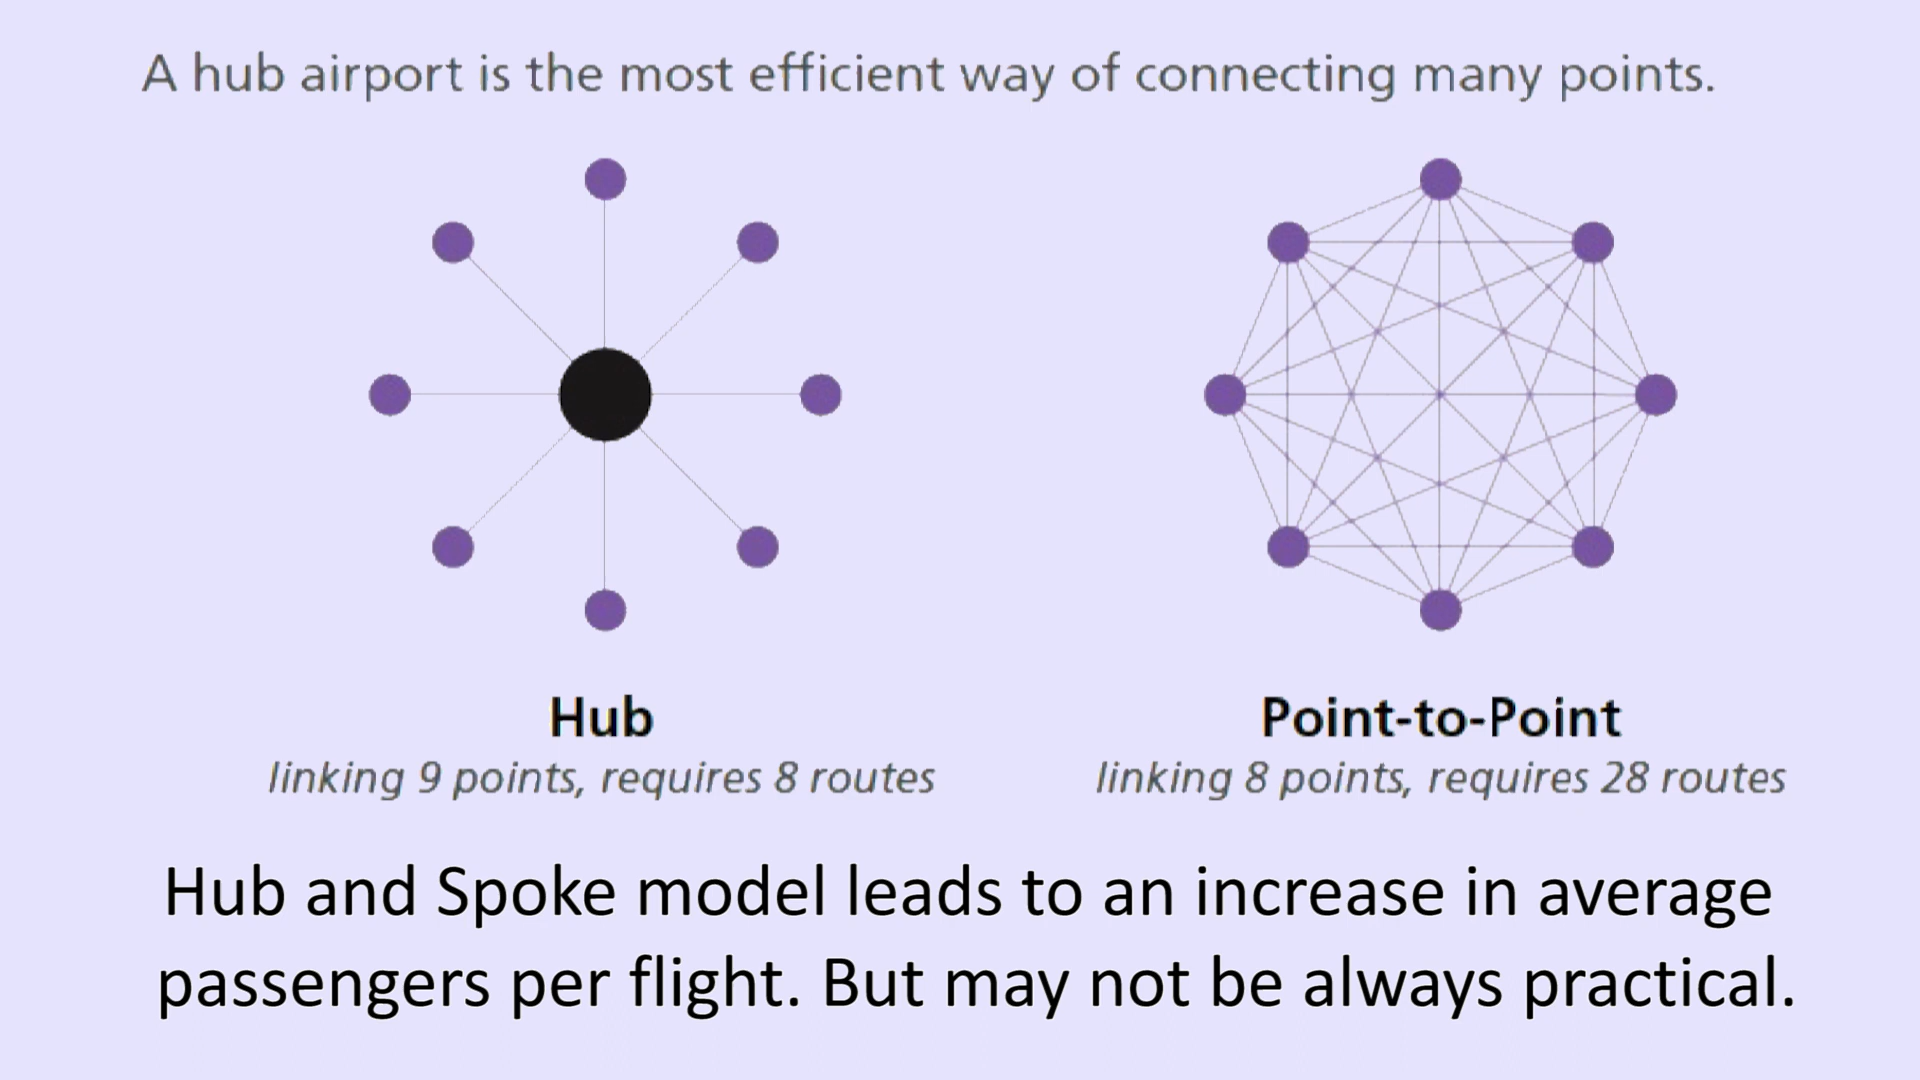 A hub airport is the most efficient way of connecting many points.
Hub
linking 9 points, requires 8 routes
Point-to-Point
linking 8 points, requires 28 routes
Hub and Spoke model leads to an increase in average
passengers per flight. But may not be always practical.